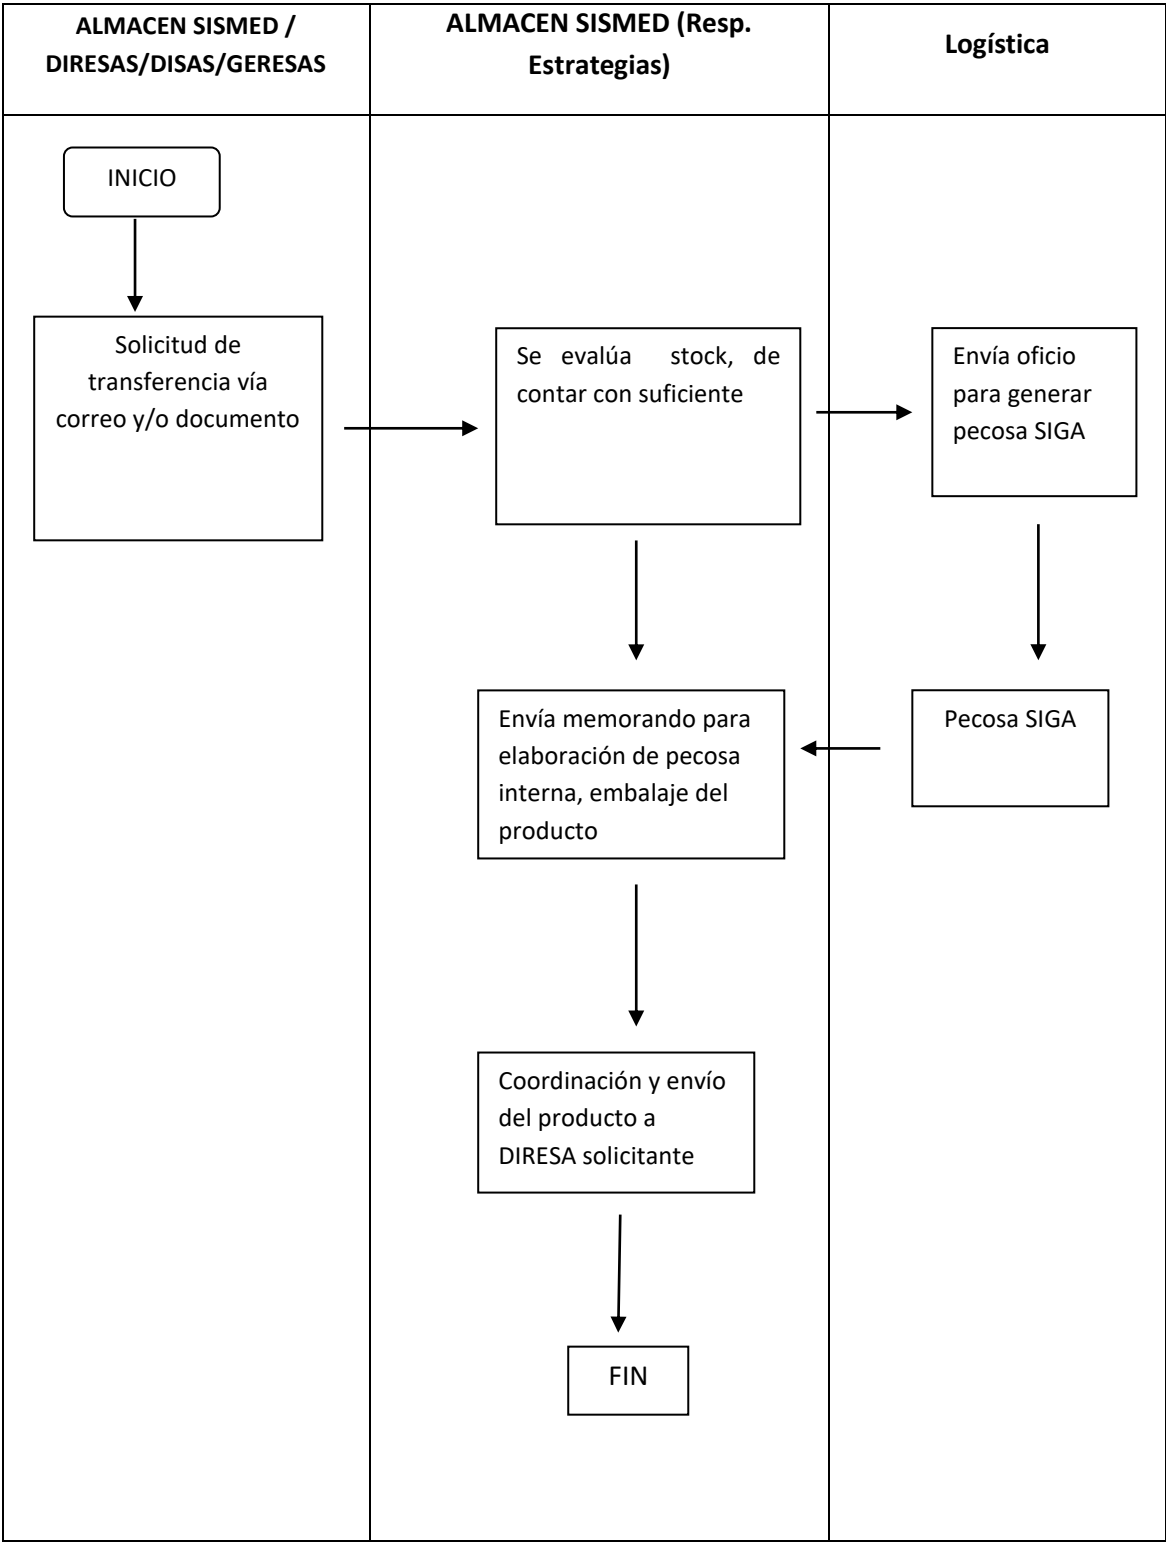 ALMACEN SISMED /
DIRESAS/DISAS/GERESAS
ALMACEN SISMED (Resp.
Estrategias)
Logística
INICIO
Solicitud de
transferencia vía
correo y/o documento
Se evalúa stock, de
contar con suficiente
Envía oficio
para generar
pecosa SIGA
Envía memorando para
elaboración de pecosa
interna, embalaje del
producto
Pecosa SIGA
Coordinación y envío
del producto a
DIRESA solicitante
FIN